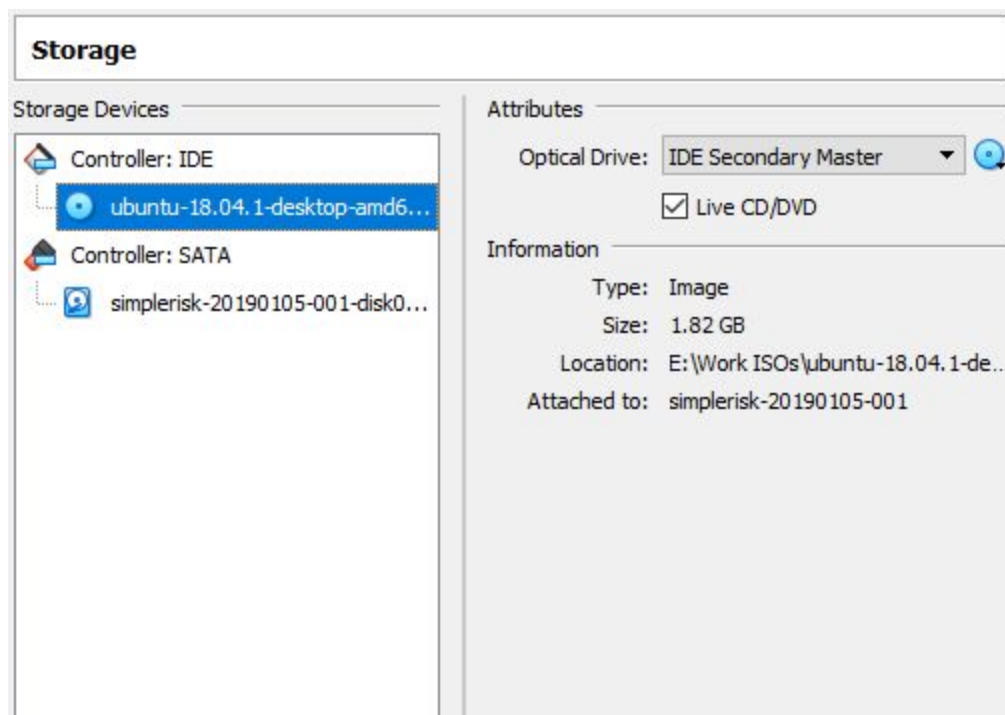 Storage
Storage Devices
Controller: IDE
ubuntu-18.04.1-desktop-amd6...
Controller: SATA
simplerisk-20190105-001-disk0...
Attributes
Optical Drive: IDE Secondary Master
Live CD/DVD
Information
Type: Image
Size: 1.82 GB
Location: E:\Work ISOs\ubuntu-18.04.1-de...
Attached to: simplerisk-20190105-001